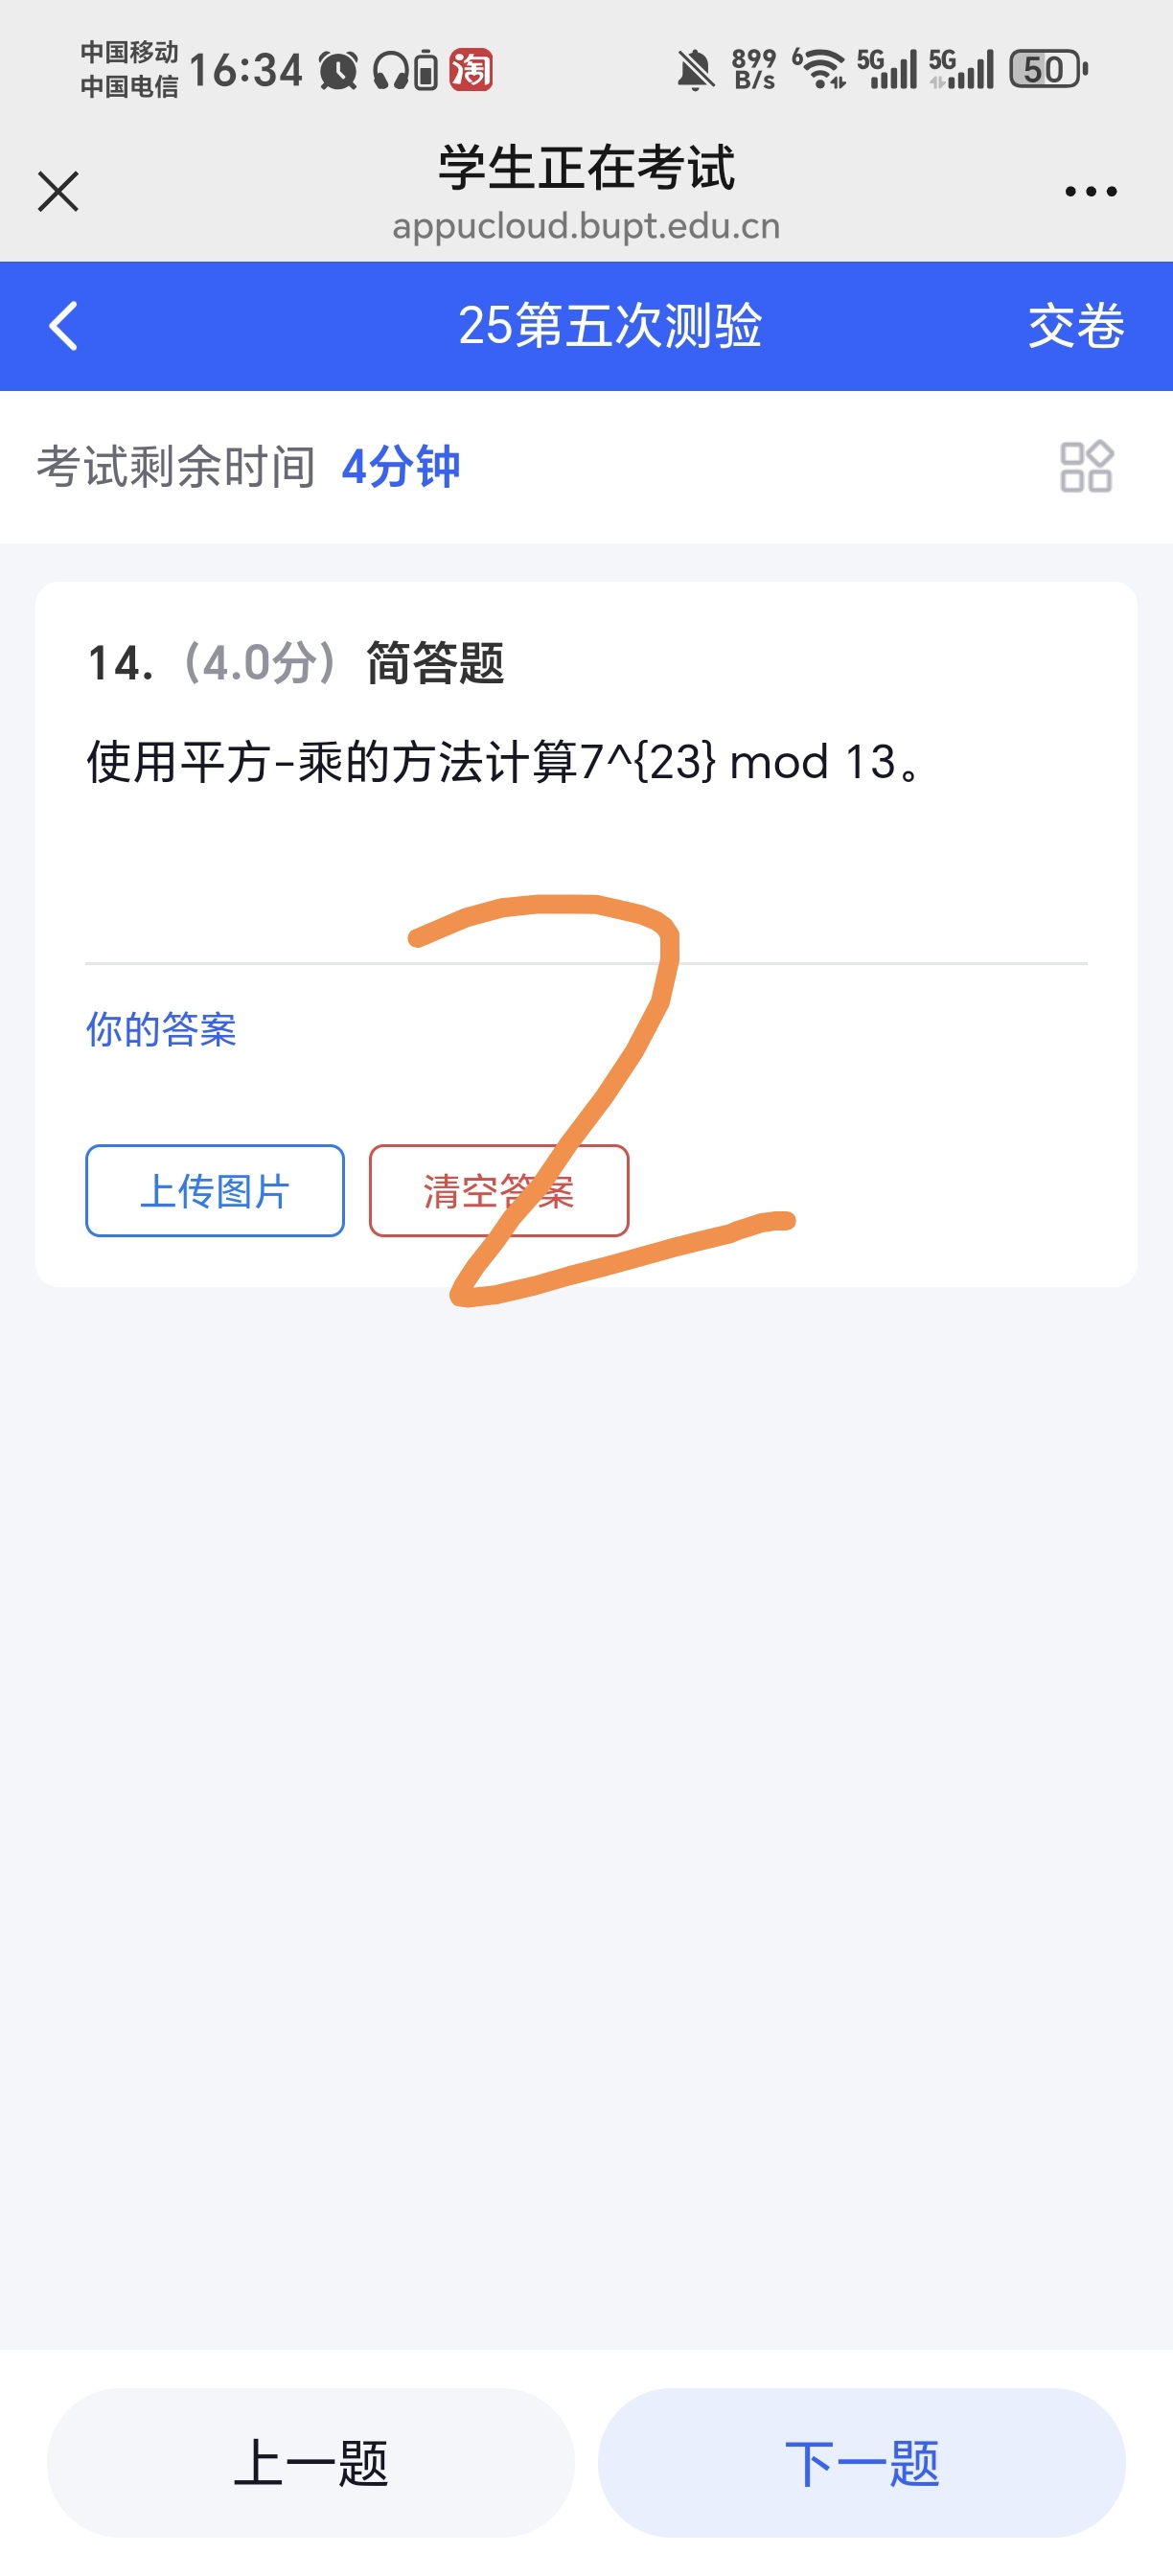 中国移动
中国电信
16:34
淘
899
B/s
6
5G
5G
50
学生正在考试
appucloud.bupt.edu.cn
25第五次测验
交卷
考试剩余时间 4分钟
14. (4.0分) 简答题
使用平方-乘的方法计算7^{23} mod 13。
2
你的答案
上传图片
清空答案
上一题
下一题